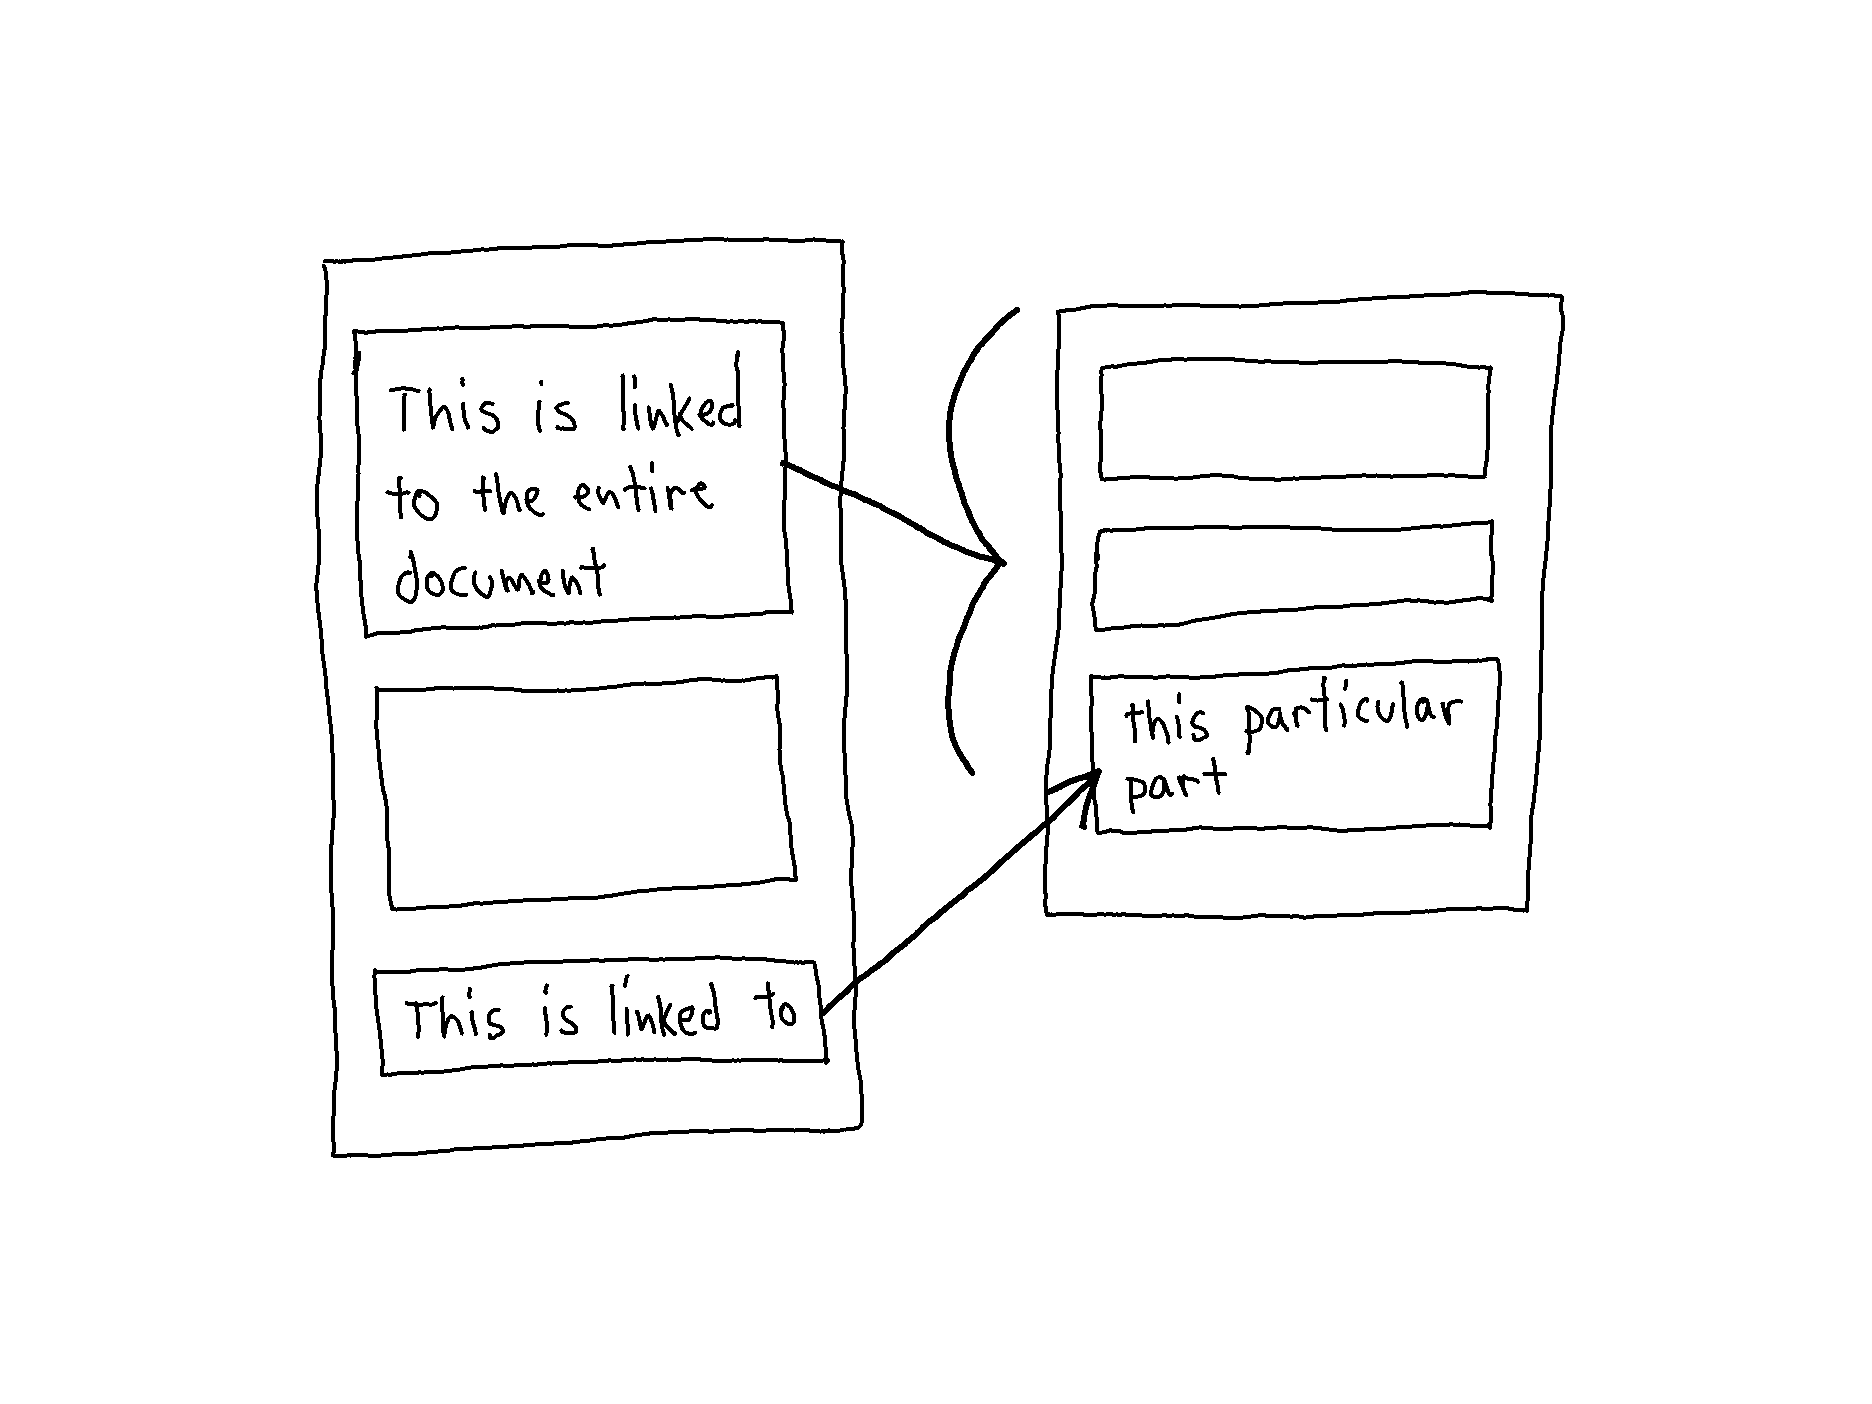 This is linked
to the entire
document
This is linked to
this particular
part